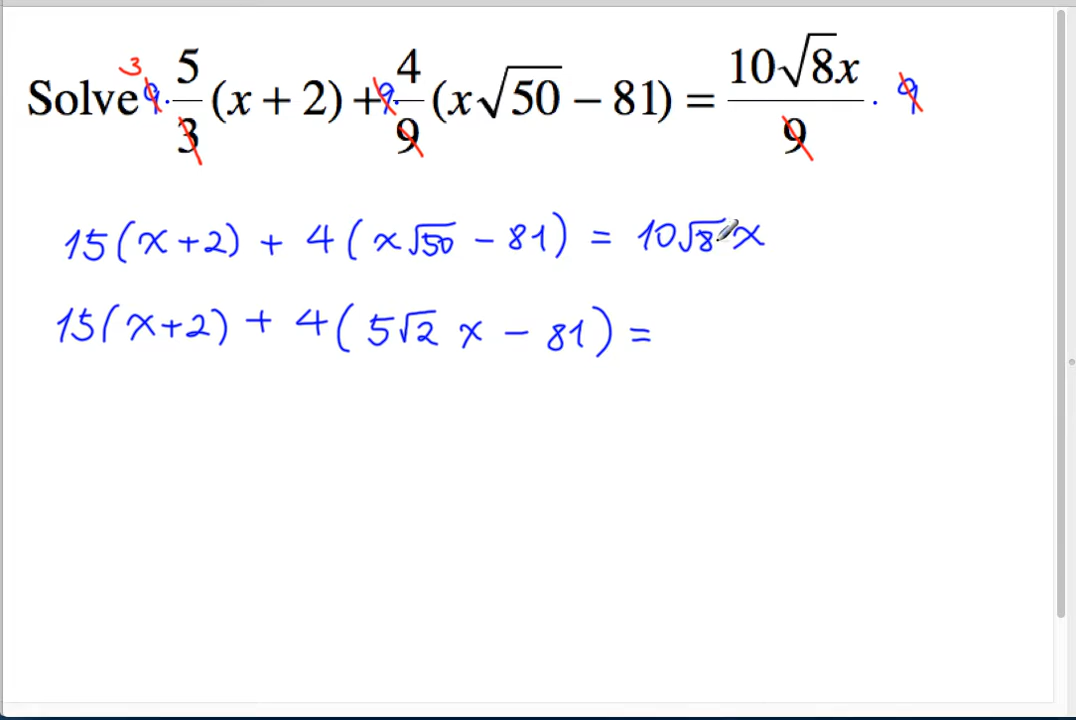 Solve 9 · 5/3 (x + 2) + 9 · 4/9 (x√50 − 81) = 10√8x/9 · 9
3
15(x+2) + 4(x√50 − 81) = 10√8 x
15(x+2) + 4(5√2 x − 81) =